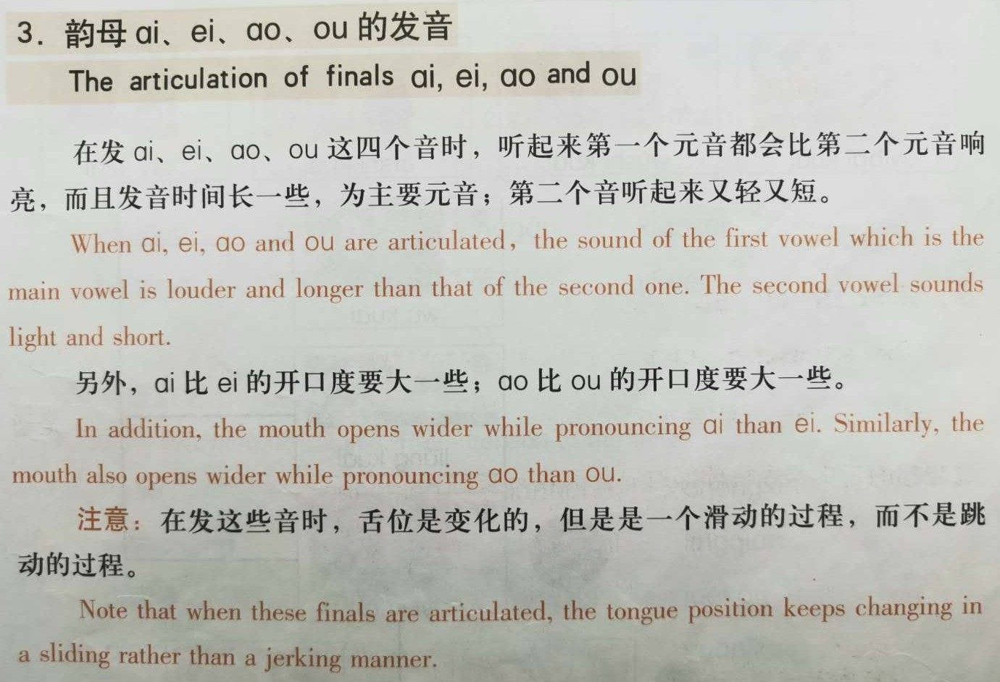 3. 韵母 ai、ei、ao、ou 的发音
The articulation of finals ai, ei, ao and ou
在发 ai、ei、ao、ou 这四个音时，听起来第一个元音都会比第二个元音响
亮，而且发音时间长一些，为主要元音；第二个音听起来又轻又短。
When ai, ei, ao and ou are articulated, the sound of the first vowel which is the
main vowel is louder and longer than that of the second one. The second vowel sounds
light and short.
另外，ai 比 ei 的开口度要大一些；ao 比 ou 的开口度要大一些。
In addition, the mouth opens wider while pronouncing ai than ei. Similarly, the
mouth also opens wider while pronouncing ao than ou.
注意：在发这些音时，舌位是变化的，但是是一个滑动的过程，而不是跳
动的过程。
Note that when these finals are articulated, the tongue position keeps changing in
a sliding rather than a jerking manner.